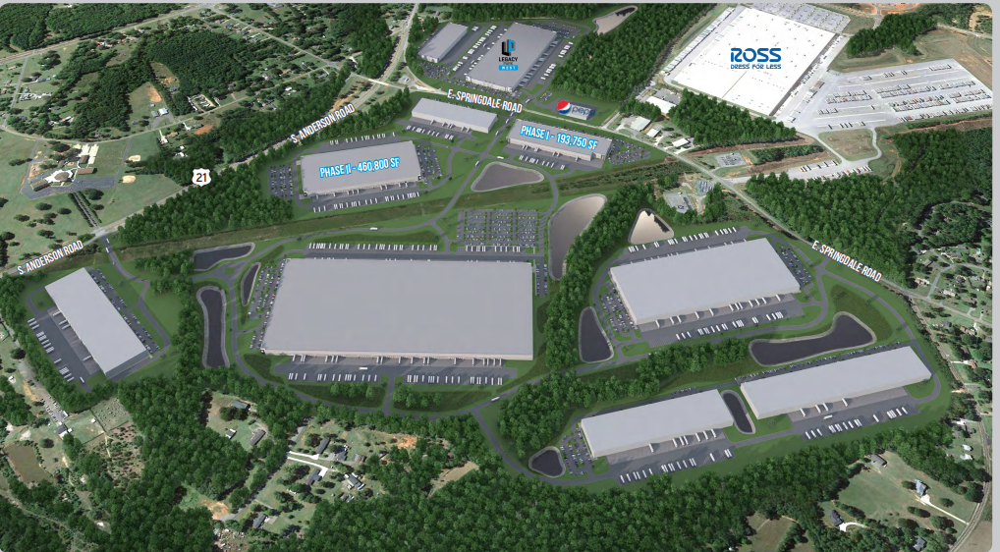 LEGACY
WEST
ROSS
DRESS FOR LESS
E. SPRINGDALE ROAD
S. ANDERSON ROAD
pepsi
PHASE I - 193,750 SF
PHASE II - 460,800 SF
21
S. ANDERSON ROAD
E. SPRINGDALE ROAD